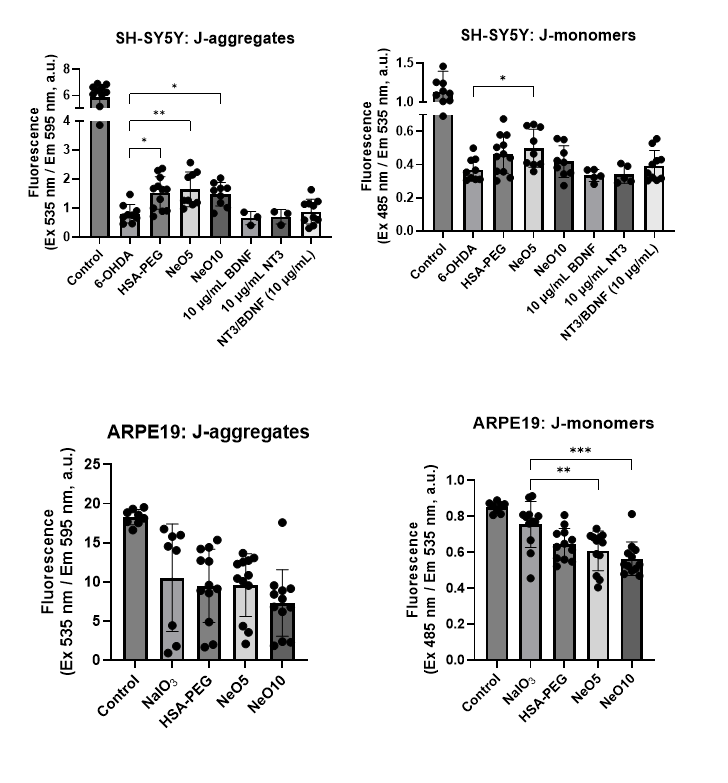 SH-SY5Y: J-aggregates
Fluorescence
(Ex 535 nm / Em 595 nm, a.u.)
8
6
4
4
3
2
1
0
*
**
*
Control
6-OHDA
HSA-PEG
NeO5
NeO10
10 µg/mL BDNF
10 µg/mL NT3
NT3/BDNF (10 µg/mL)
SH-SY5Y: J-monomers
Fluorescence
(Ex 485 nm / Em 535 nm, a.u.)
1.5
1.0
0.6
0.4
0.2
0.0
*
Control
6-OHDA
HSA-PEG
NeO5
NeO10
10 µg/mL BDNF
10 µg/mL NT3
NT3/BDNF (10 µg/mL)
ARPE19: J-aggregates
Fluorescence
(Ex 535 nm / Em 595 nm, a.u.)
25
20
15
10
5
0
Control
NaIO₃
HSA-PEG
NeO5
NeO10
ARPE19: J-monomers
Fluorescence
(Ex 485 nm / Em 535 nm, a.u.)
1.0
0.8
0.6
0.4
0.2
0.0
***
**
Control
NaIO₃
HSA-PEG
NeO5
NeO10